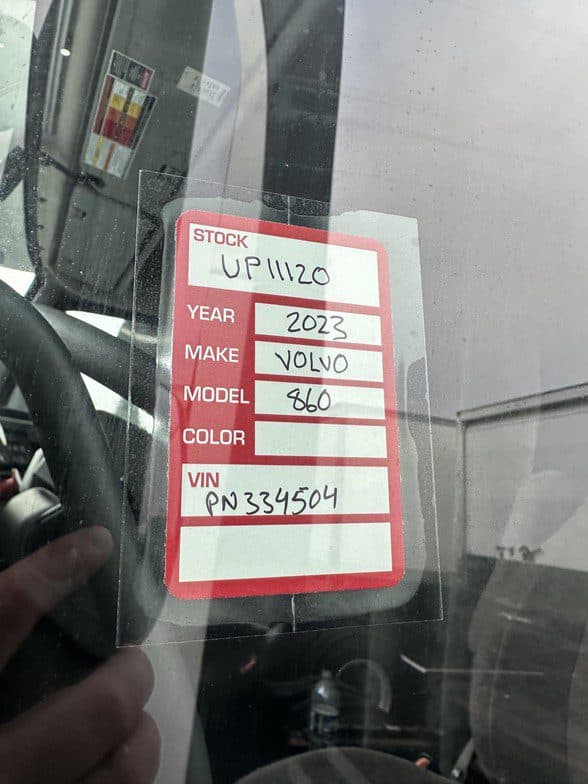 STOCK
UP11120
YEAR 2023
MAKE VOLVO
MODEL 860
COLOR
VIN
PN334504